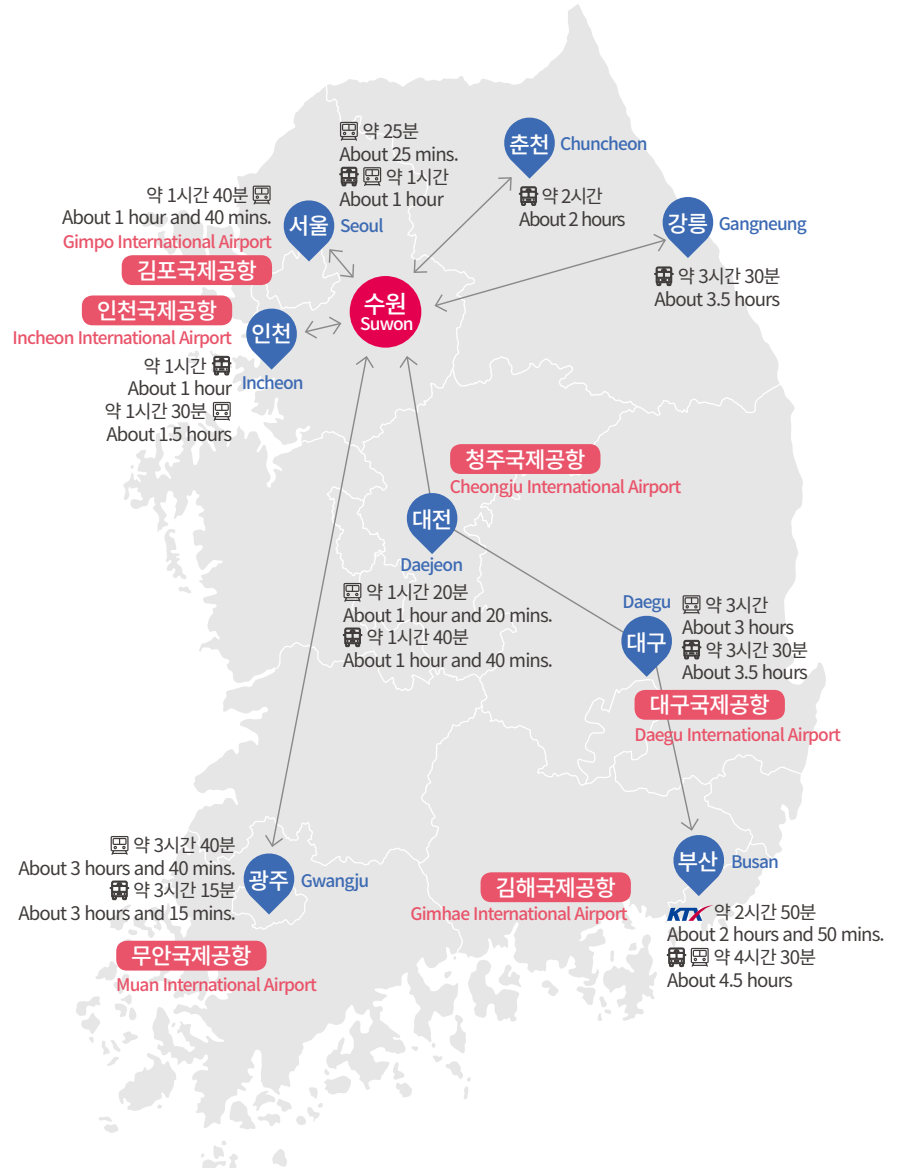 약 25분
About 25 mins.
약 1시간
About 1 hour
서울 Seoul
춘천 Chuncheon
약 2시간
About 2 hours
강릉 Gangneung
약 3시간 30분
About 3.5 hours
약 1시간 40분
About 1 hour and 40 mins.
Gimpo International Airport
김포국제공항
수원
Suwon
인천국제공항
Incheon International Airport
인천
Incheon
약 1시간
About 1 hour
약 1시간 30분
About 1.5 hours
청주국제공항
Cheongju International Airport
대전
Daejeon
약 1시간 20분
About 1 hour and 20 mins.
약 1시간 40분
About 1 hour and 40 mins.
Daegu
대구
약 3시간
About 3 hours
약 3시간 30분
About 3.5 hours
대구국제공항
Daegu International Airport
약 3시간 40분
About 3 hours and 40 mins.
약 3시간 15분
About 3 hours and 15 mins.
광주 Gwangju
무안국제공항
Muan International Airport
김해국제공항
Gimhae International Airport
부산 Busan
KTX 약 2시간 50분
About 2 hours and 50 mins.
약 4시간 30분
About 4.5 hours